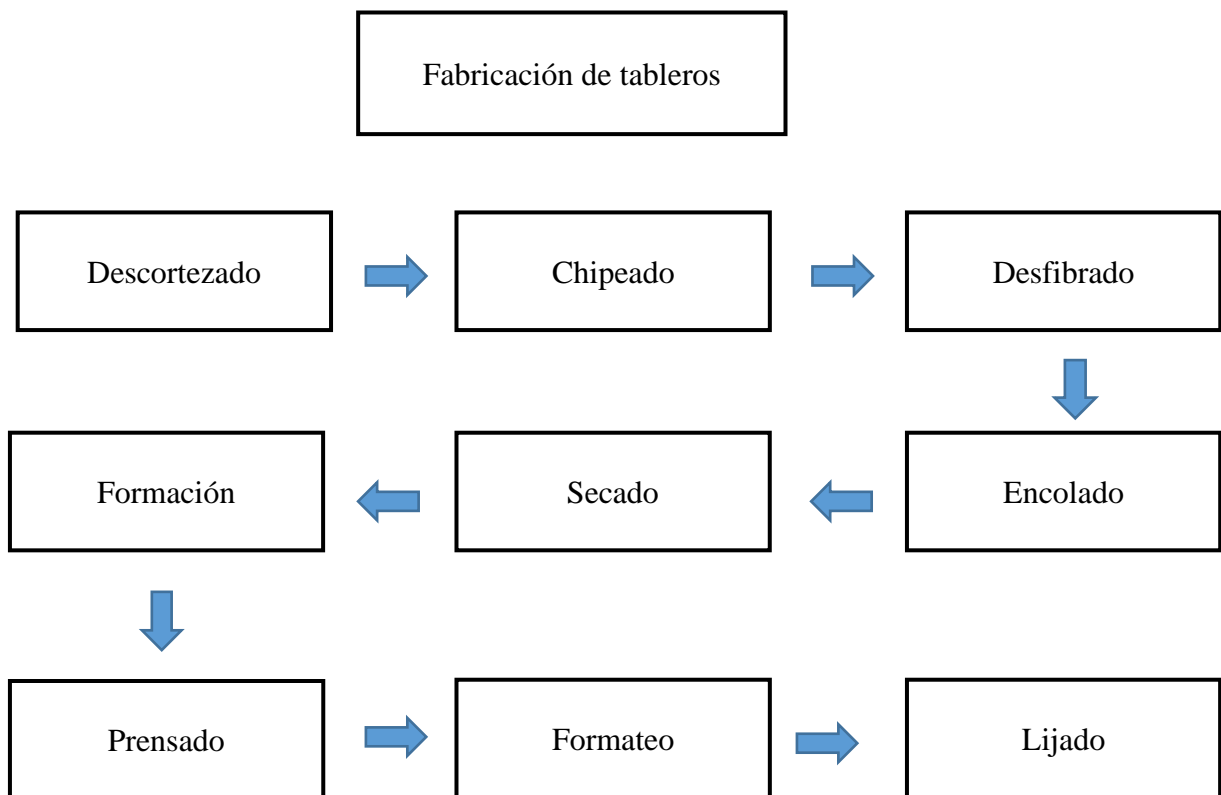 Fabricación de tableros
Descortezado
Chipeado
Desfibrado
Encolado
Secado
Formación
Prensado
Formateo
Lijado